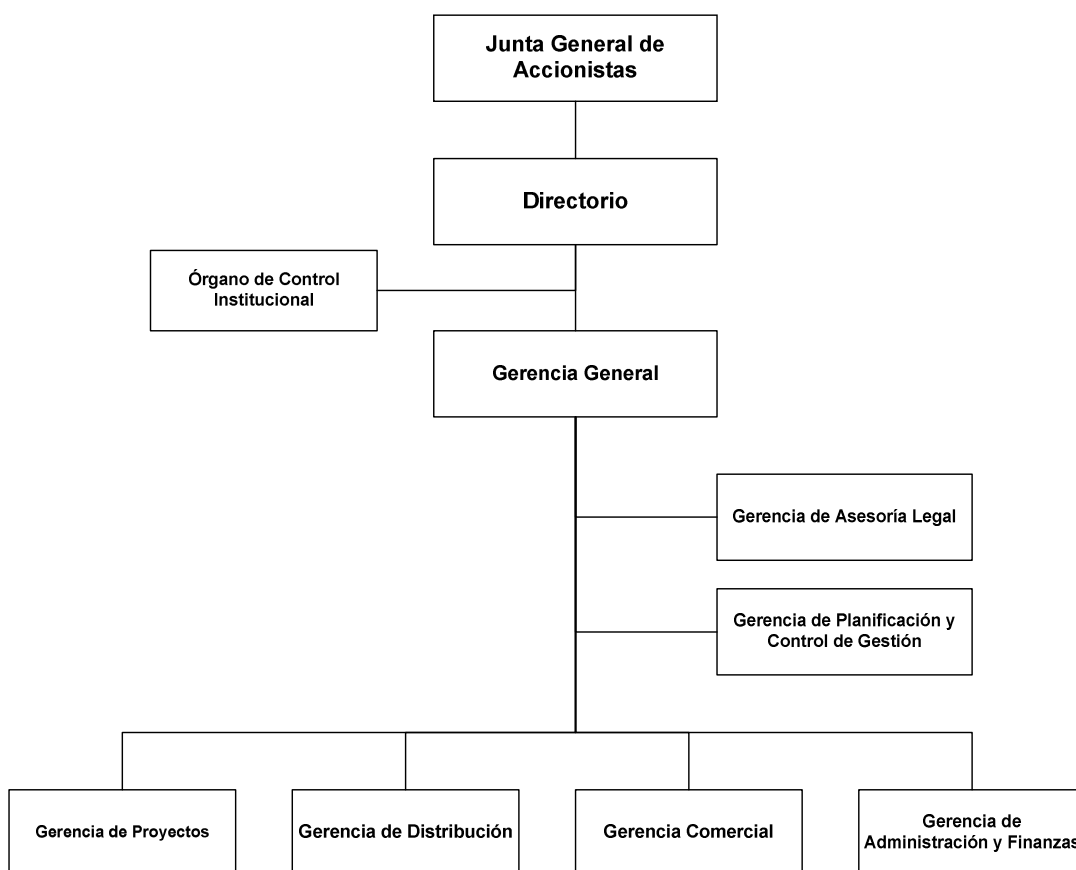 Junta General de
Accionistas
Directorio
Órgano de Control
Institucional
Gerencia General
Gerencia de Asesoría Legal
Gerencia de Planificación y
Control de Gestión
Gerencia de Proyectos
Gerencia de Distribución
Gerencia Comercial
Gerencia de
Administración y Finanzas